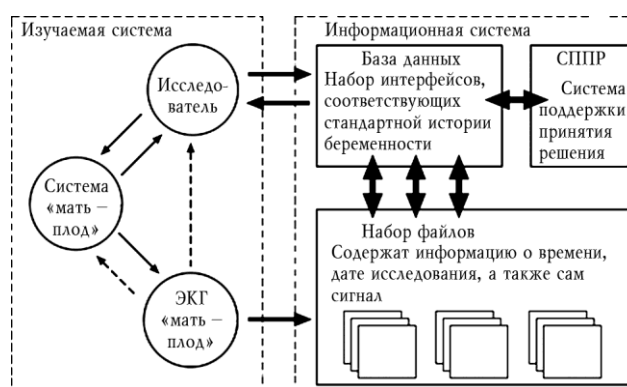 Изучаемая система
Исследо-
ватель
Система
«мать –
плод»
ЭКГ
«мать –
плод»
Информационная система
База данных
Набор интерфейсов,
соответствующих
стандартной истории
беременности
СППР
Система
поддержки
принятия
решения
Набор файлов
Содержат информацию о времени,
дате исследования, а также сам
сигнал